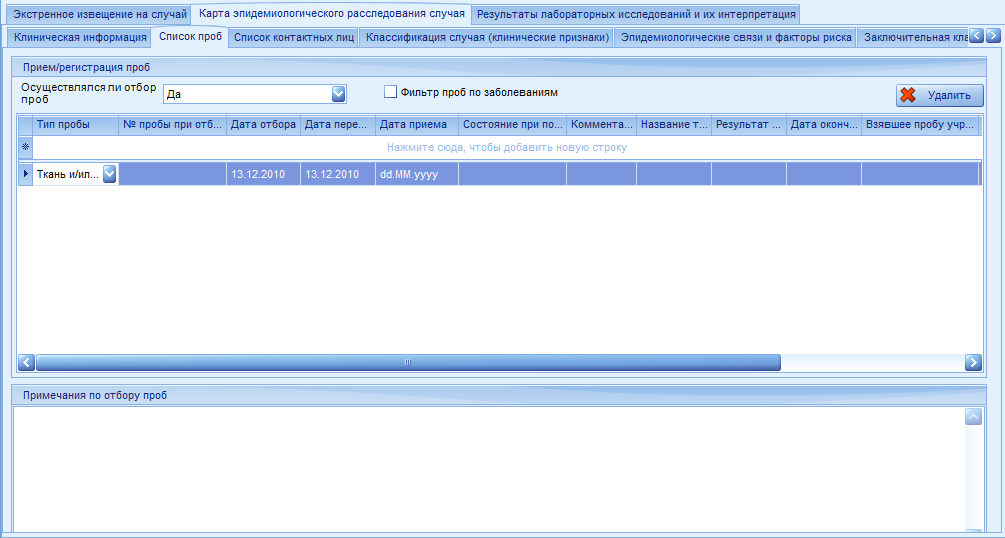 Экстренное извещение на случай Карта эпидемиологического расследования случая Результаты лабораторных исследований и их интерпретация
Клиническая информация Список проб Список контактных лиц Классификация случая (клинические признаки) Эпидемиологические связи и факторы риска Заключительная кла
Прием/регистрация проб
Осуществлялся ли отбор
проб
Да Фильтр проб по заболеваниям Удалить
Тип пробы № пробы при отб... Дата отбора Дата пере... Дата приема Состояние при по... Коммента... Название т... Результат ... Дата оконч... Взявшее пробу учр...
Нажмите сюда, чтобы добавить новую строку
Ткань и/ил... 13.12.2010 13.12.2010 dd.MM.yyyy
Примечания по отбору проб